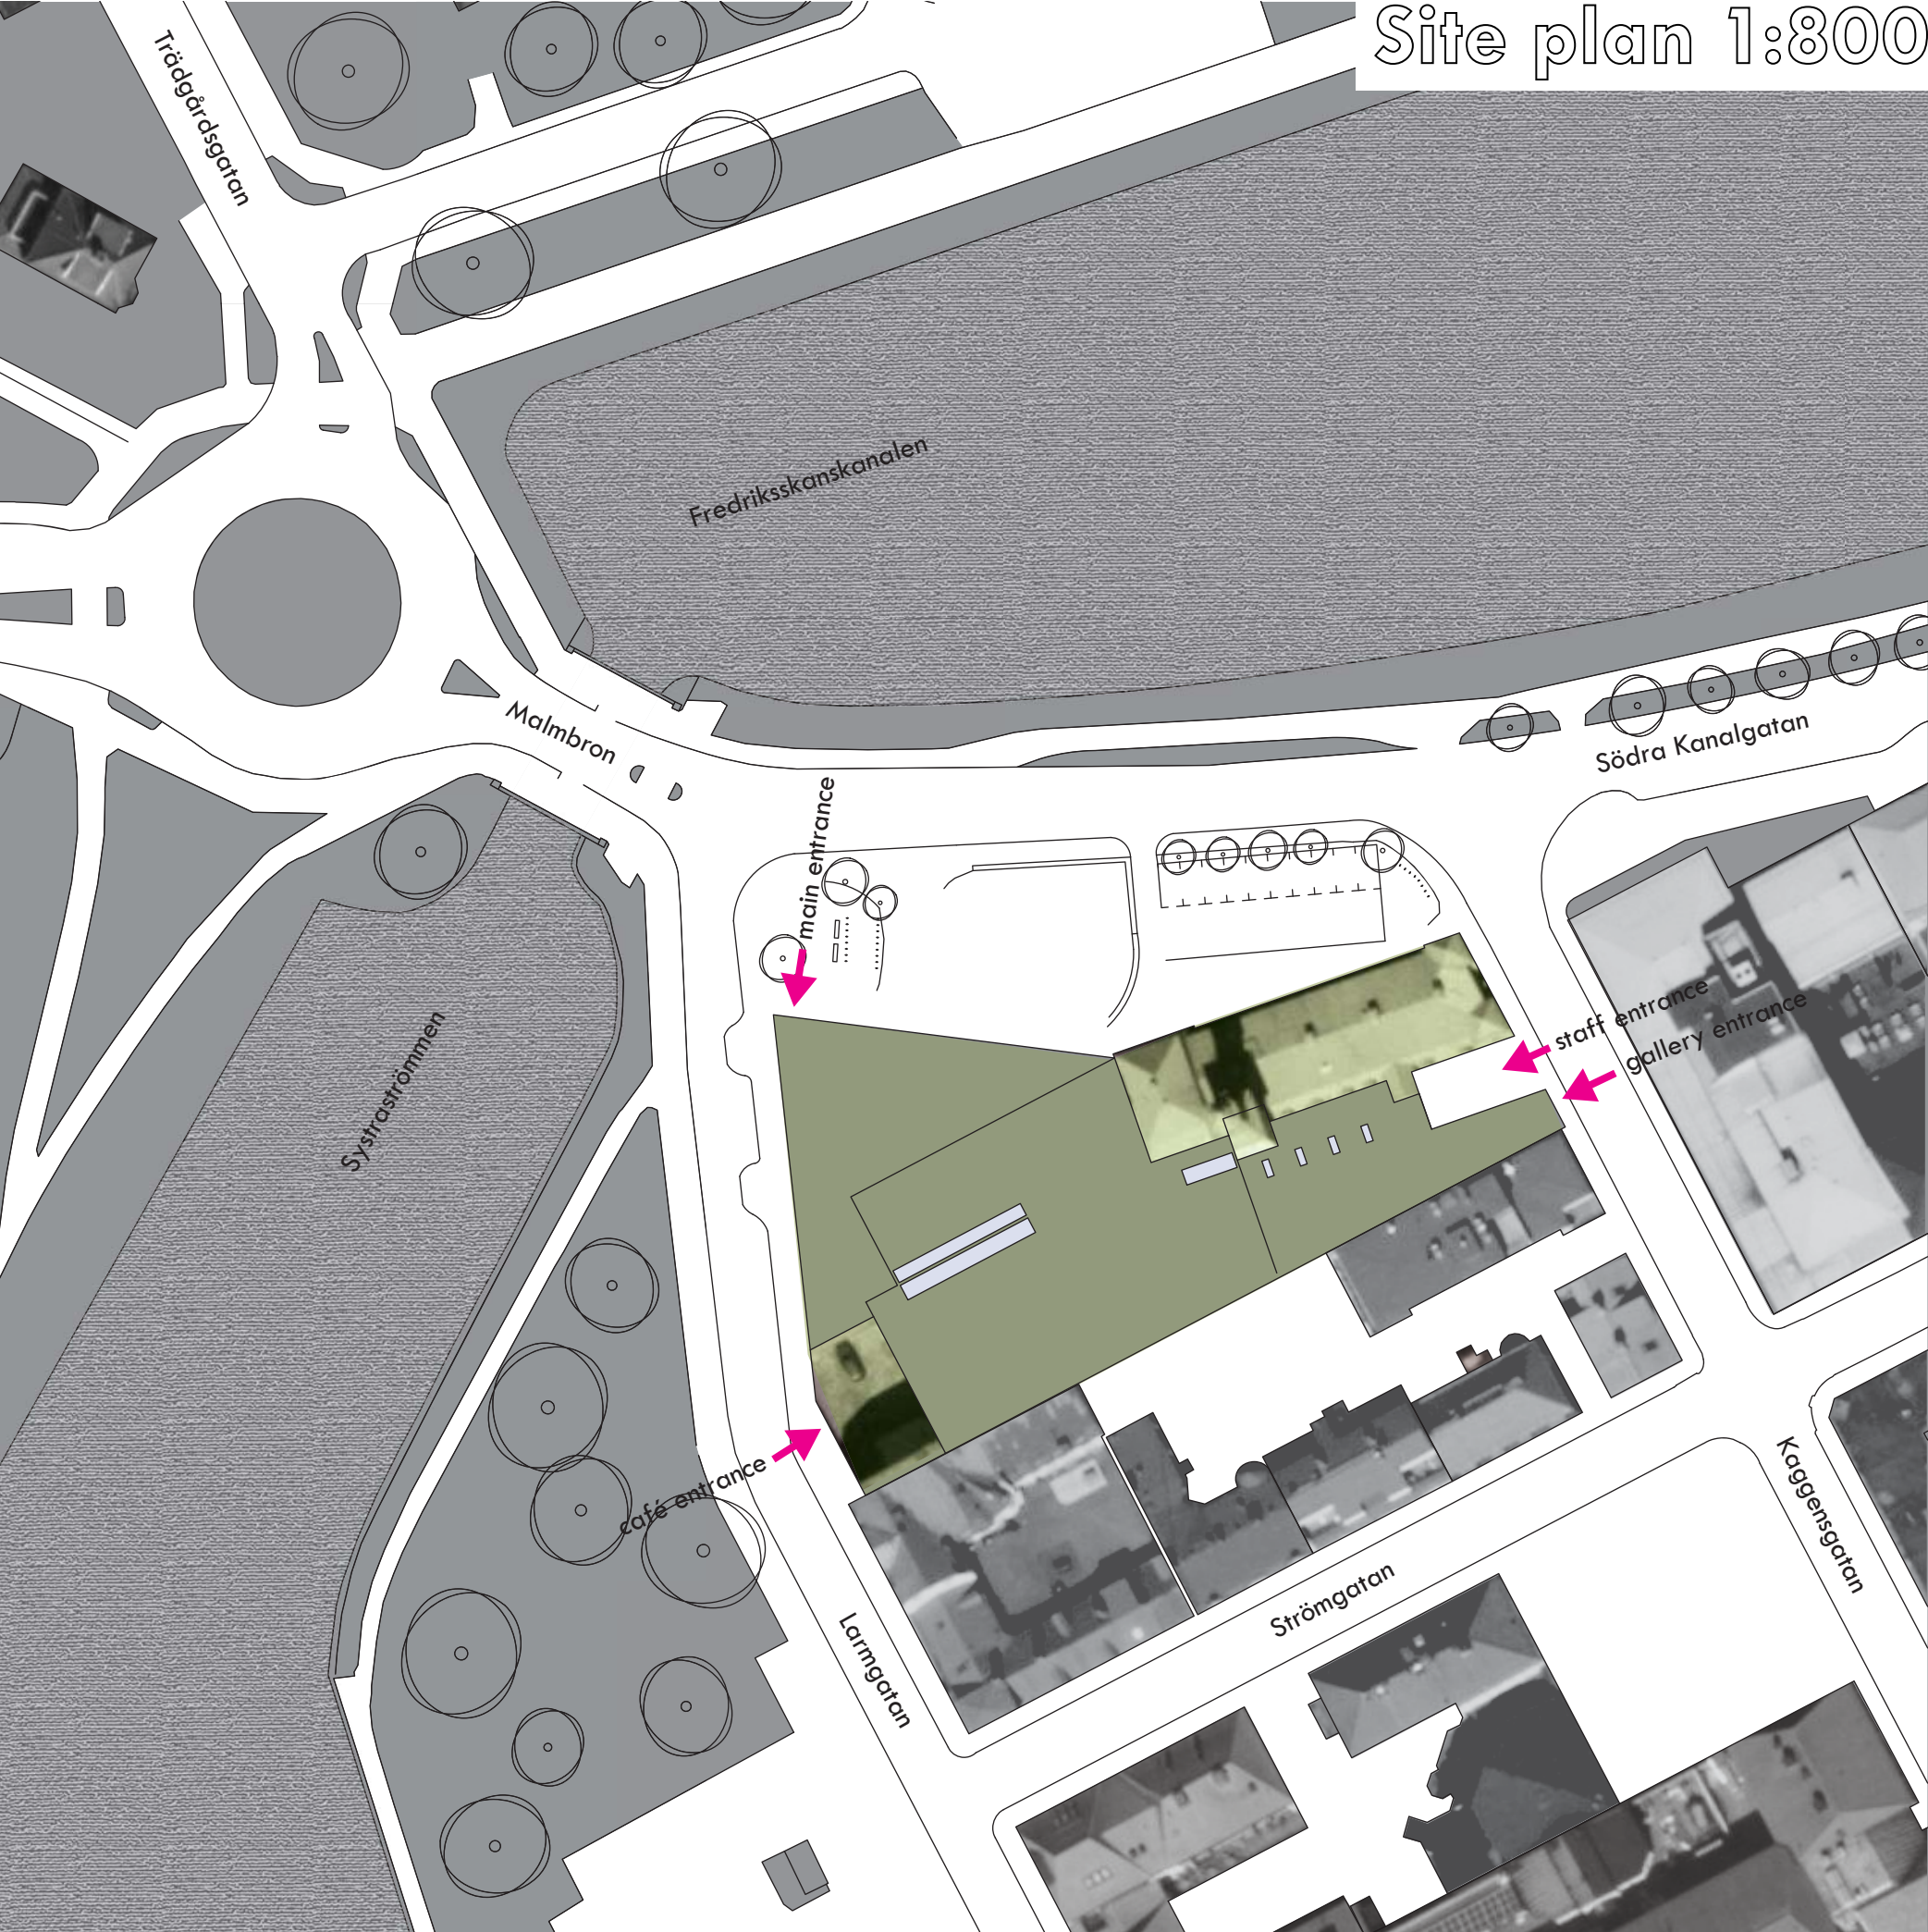 Site plan 1:800
Trädgårdsgatan
Fredriksskanskanalen
Malmbron
Södra Kanalgatan
main entrance
staff entrance
gallery entrance
Systraströmmen
café entrance
Larmgatan
Strömgatan
Kaggensgatan